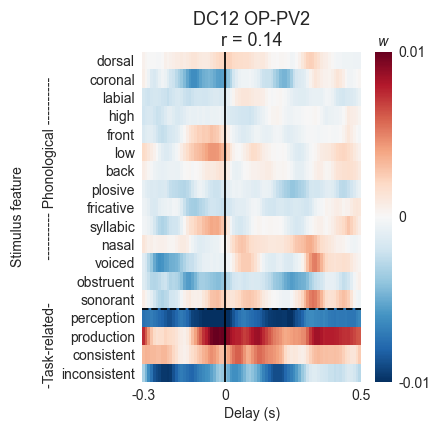 DC12 OP-PV2
r = 0.14
w
dorsal
coronal
labial
high
front
low
back
plosive
fricative
syllabic
nasal
voiced
obstruent
sonorant
perception
production
consistent
inconsistent
Stimulus feature
-Task-related- ---------- Phonological ----------
0.01
0
-0.01
-0.3 0 0.5
Delay (s)